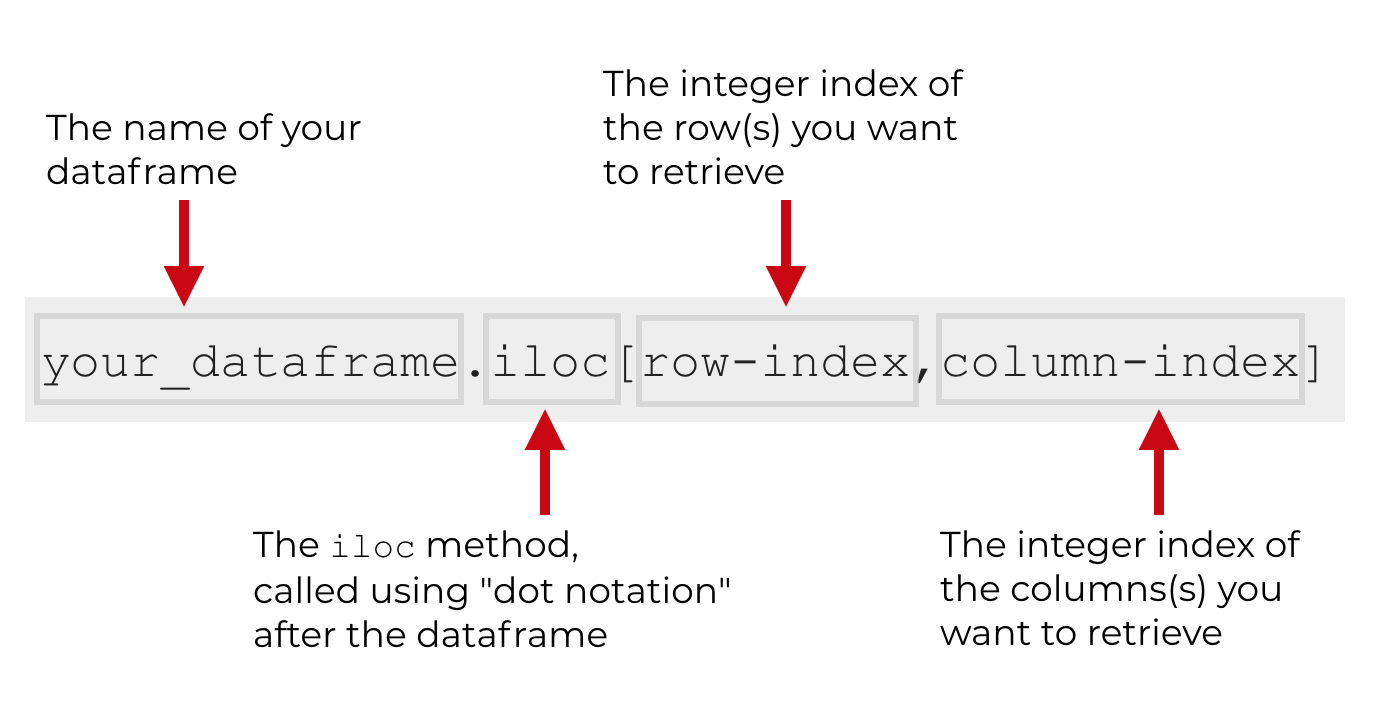 The name of your
dataframe
The integer index of
the row(s) you want
to retrieve
your_dataframe.iloc[row-index,column-index]
The iloc method,
called using "dot notation"
after the dataframe
The integer index of
the columns(s) you
want to retrieve